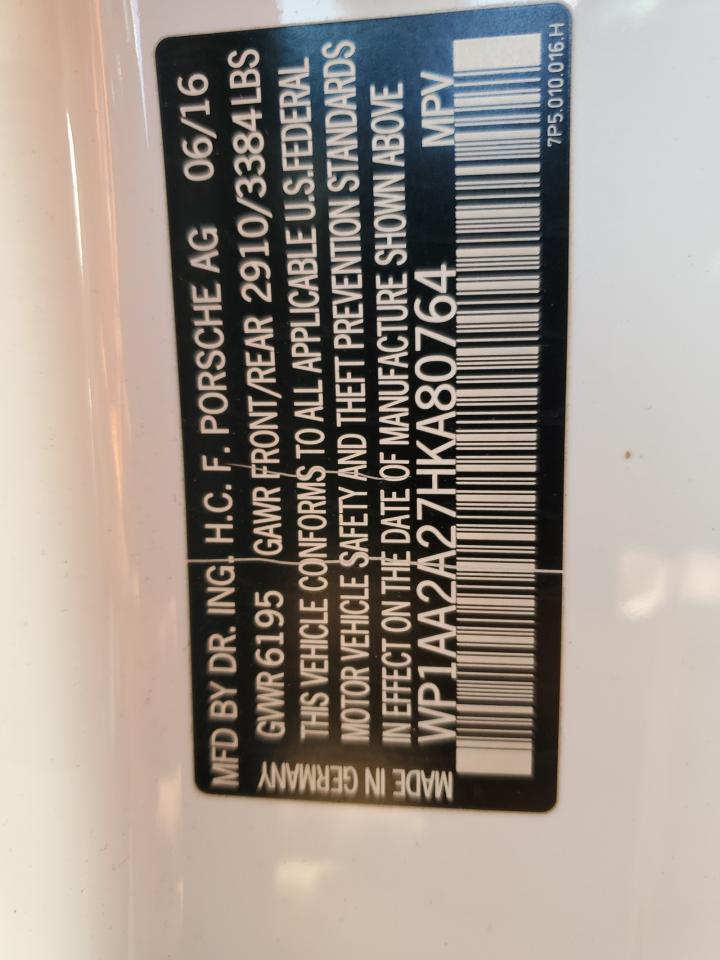 MFD BY DR. ING. H.C. F. PORSCHE AG 06/16
GVWR 6195 GAWR FRONT/REAR 2910/3384LBS
THIS VEHICLE CONFORMS TO ALL APPLICABLE U.S.FEDERAL
MOTOR VEHICLE SAFETY AND THEFT PREVENTION STANDARDS
IN EFFECT ON THE DATE OF MANUFACTURE SHOWN ABOVE
WP1AA2A27HKA80764 MPV
MADE IN GERMANY
7P5.010.016.H